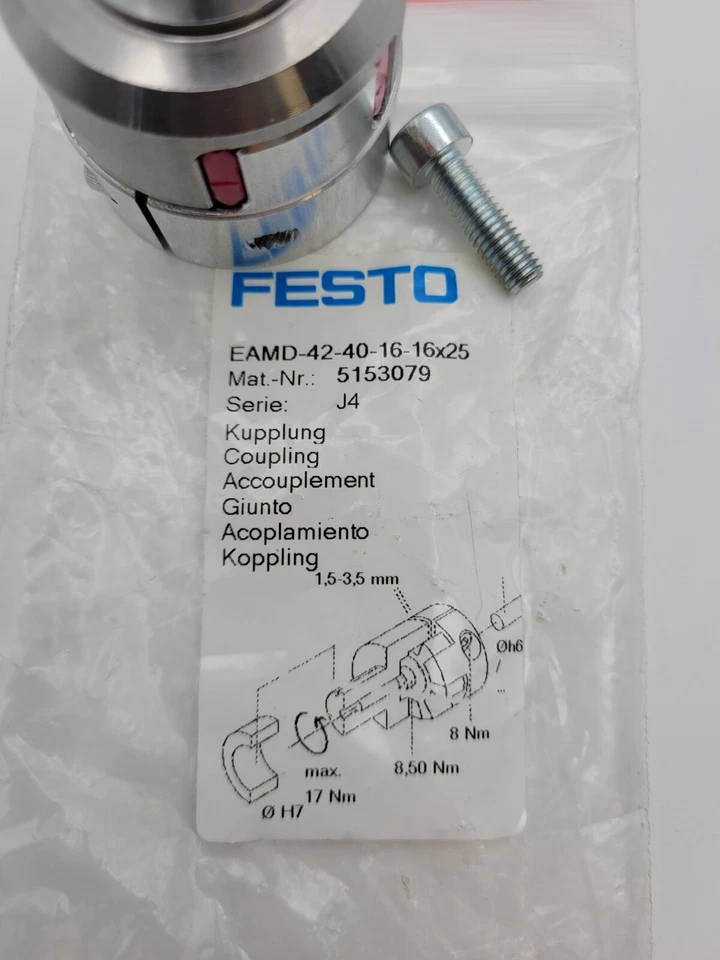 FESTO
EAMD-42-40-16-16x25
Mat.-Nr.: 5153079
Serie: J4
Kupplung
Coupling
Accouplement
Giunto
Acoplamiento
Koppling
1,5-3,5 mm
Øh6
...
8 Nm
8,50 Nm
max.
17 Nm
Ø H7